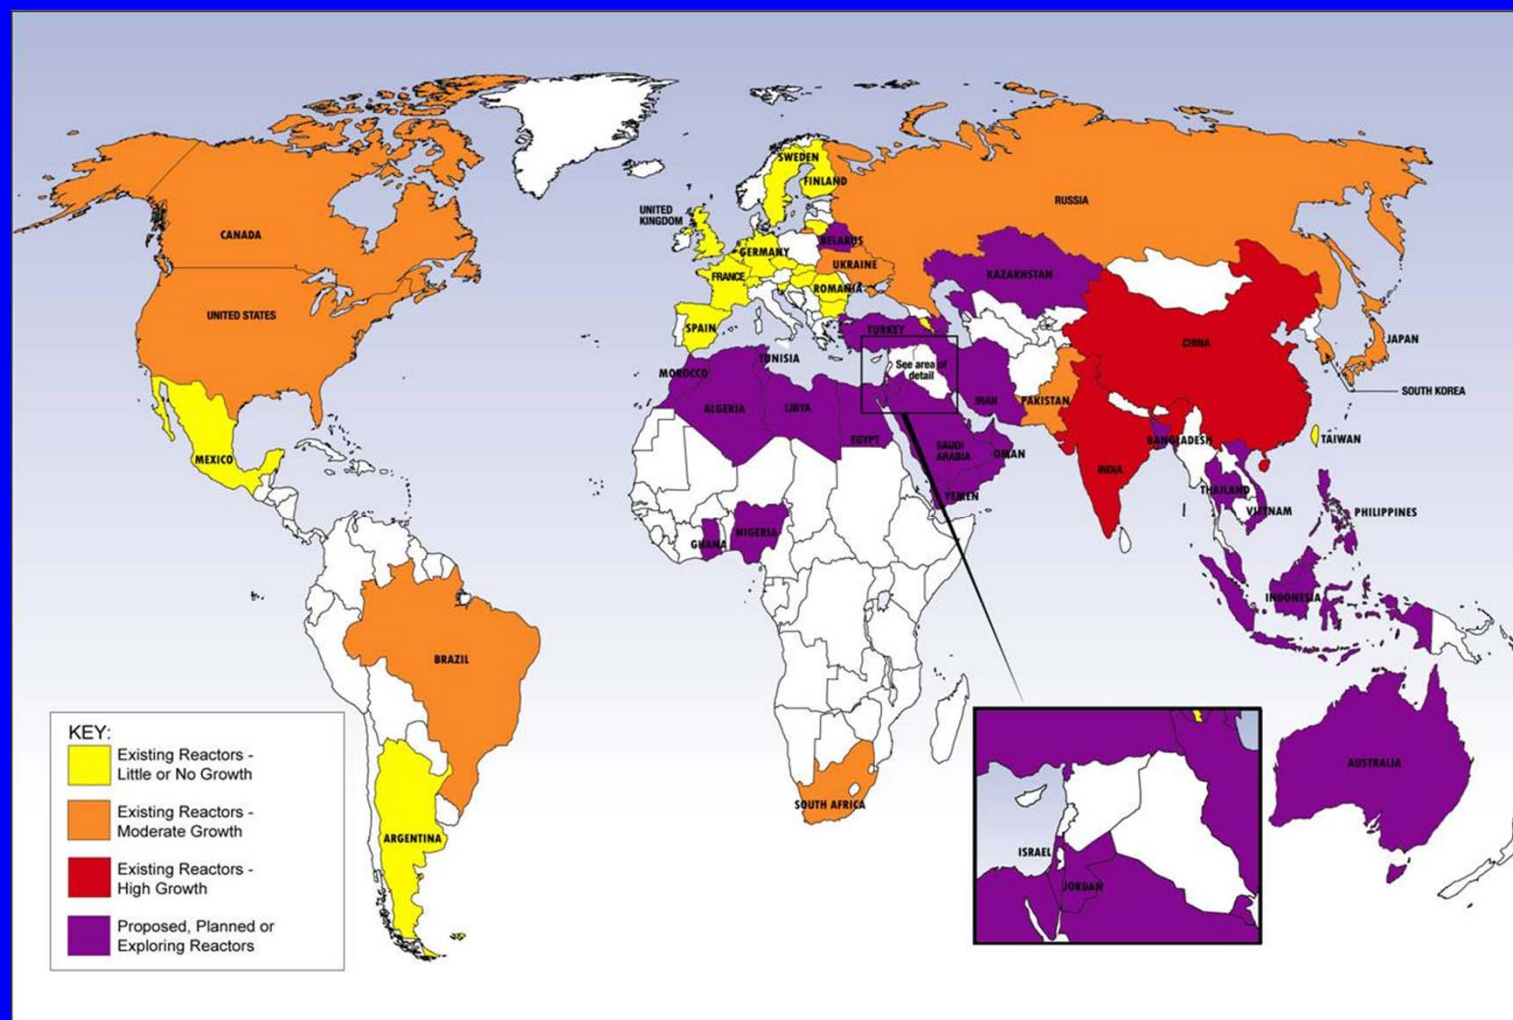 SWEDEN
FINLAND
RUSSIA
UNITED
KINGDOM
CANADA
BELARUS
GERMANY
UKRAINE
FRANCE
KAZAKHSTAN
ROMANIA
UNITED STATES
SPAIN
TURKEY
CHINA
JAPAN
TUNISIA
See area of
detail
MOROCCO
SOUTH KOREA
IRAN
PAKISTAN
ALGERIA
LIBYA
EGYPT
BANGLADESH
TAIWAN
SAUDI
ARABIA
OMAN
MEXICO
INDIA
THAILAND
YEMEN
VIETNAM
PHILIPPINES
NIGERIA
GHANA
INDONESIA
BRAZIL
KEY:
Existing Reactors -
Little or No Growth
Existing Reactors -
Moderate Growth
Existing Reactors -
High Growth
Proposed, Planned or
Exploring Reactors
AUSTRALIA
SOUTH AFRICA
ARGENTINA
ISRAEL
JORDAN